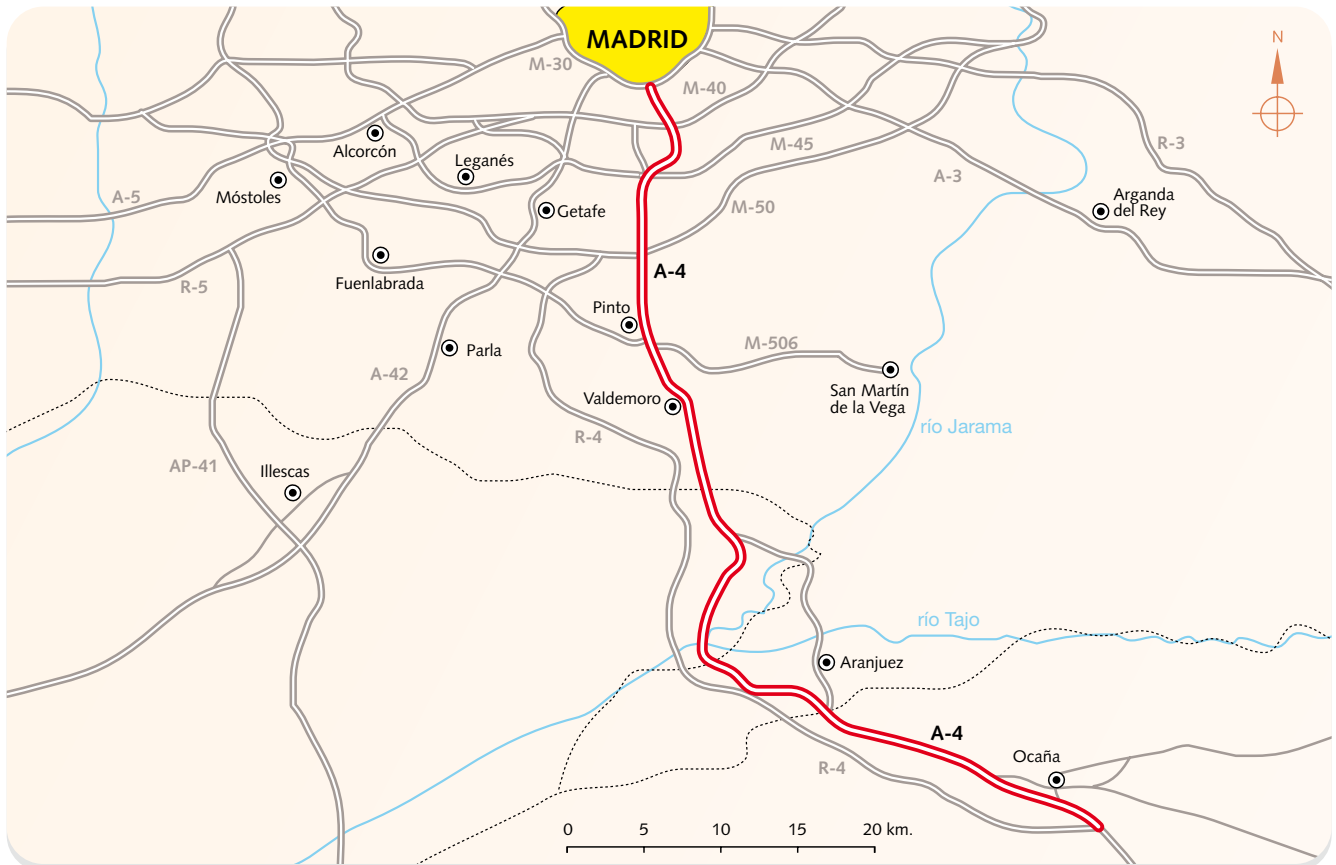 MADRID
N
M-30
M-40
Alcorcón
Leganés
M-45
R-3
A-5
Móstoles
Getafe
M-50
A-3
Arganda
del Rey
R-5
Fuenlabrada
A-4
Pinto
M-506
Parla
A-42
Valdemoro
San Martín
de la Vega
río Jarama
R-4
AP-41
Illescas
río Tajo
Aranjuez
A-4
Ocaña
R-4
0 5 10 15 20 km.